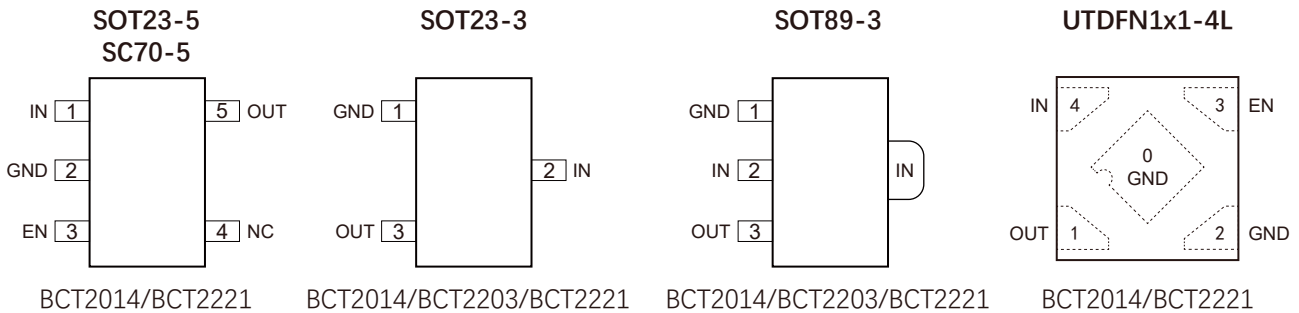 SOT23-5
SC70-5
IN 1
5 OUT
GND 2
EN 3
4 NC
BCT2014/BCT2221
SOT23-3
GND 1
2 IN
OUT 3
BCT2014/BCT2203/BCT2221
SOT89-3
GND 1
IN 2
IN
OUT 3
BCT2014/BCT2203/BCT2221
UTDFN1x1-4L
IN 4
3 EN
0
GND
OUT 1
2 GND
BCT2014/BCT2221